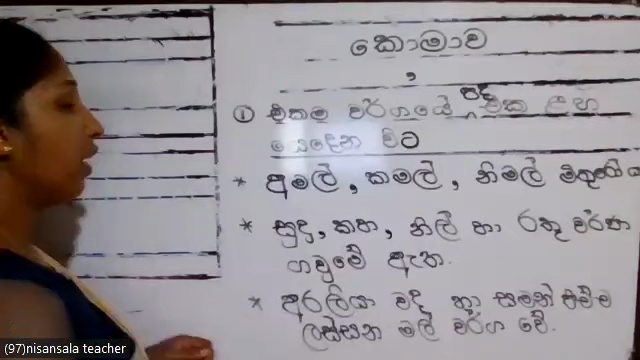 කොමාව
,
① එකම වර්ගයේ පද එක ළඟ
යෙදෙන විට
* අමල්, කමල්, නිමල් මිතුරෝ ය
* සුදු, කහ, නිල් හා රතු වර්ණ
ගවුමේ ඇත.
* අරලියා වද හා සමන් පිච්ච
ලස්සන මල් වර්ග වේ.
(97)nisansala teacher